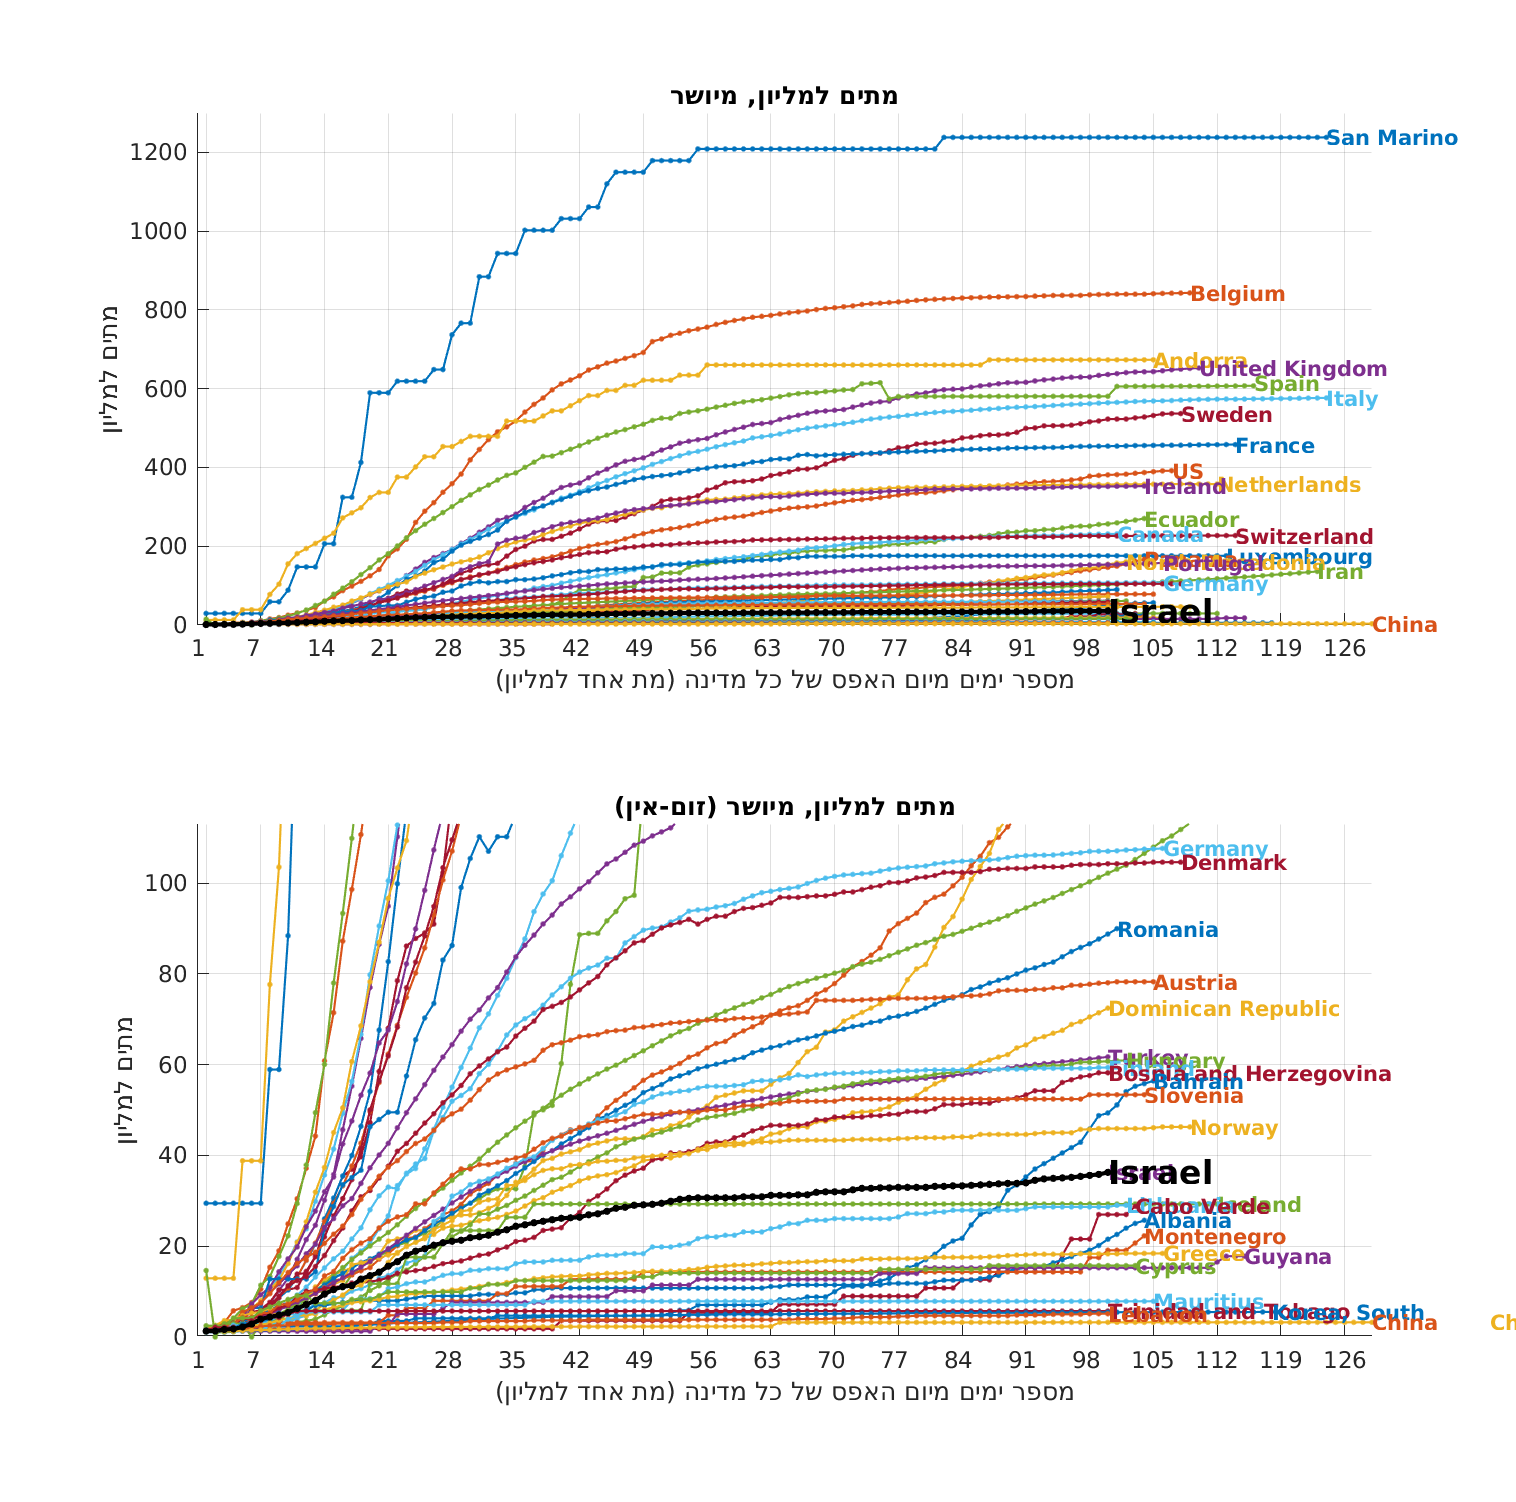 מתים למליון, מיושר
מתים למליון
1200
1000
800
600
400
200
0
San Marino
Belgium
Andorra
United Kingdom
Spain
Italy
Sweden
France
US
Netherlands
Ireland
Ecuador
Canada
Switzerland
Luxembourg
Portugal
Iran
Germany
Israel
China
1 7 14 21 28 35 42 49 56 63 70 77 84 91 98 105 112 119 126
מספר ימים מיום האפס של כל מדינה (מת אחד למליון)
מתים למליון, מיושר (זום-אין)
מתים למליון
100
80
60
40
20
0
Germany
Denmark
Romania
Austria
Dominican Republic
Turkey
Hungary
Bosnia and Herzegovina
Bahrain
Slovenia
Norway
Israel
Iceland
Cabo Verde
Albania
Montenegro
Greece
Guyana
Cyprus
Mauritius
Trinidad and Tobago
Korea, South
China
Ch
1 7 14 21 28 35 42 49 56 63 70 77 84 91 98 105 112 119 126
מספר ימים מיום האפס של כל מדינה (מת אחד למליון)